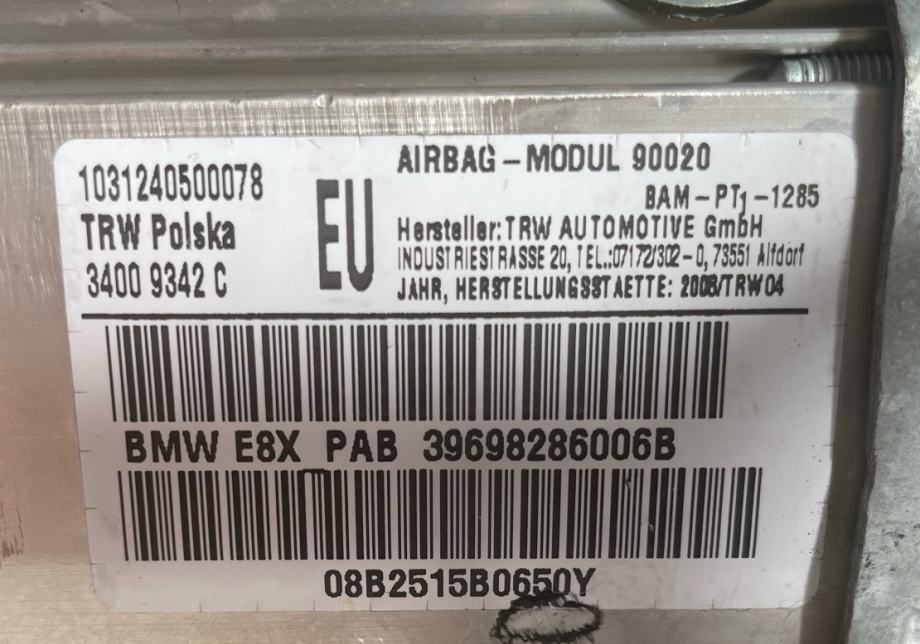 1031240500078
TRW Polska
3400 9342 C
EU
AIRBAG-MODUL 90020
BAM-PT1-1285
Hersteller: TRW AUTOMOTIVE GmbH
INDUSTRIESTRASSE 20, TEL.:07172/302-0, 73551 Alfdorf
JAHR, HERSTELLUNGSSTAETTE: 2008/TRW04
BMW E8X PAB 39698286006B
08B2515B0650Y